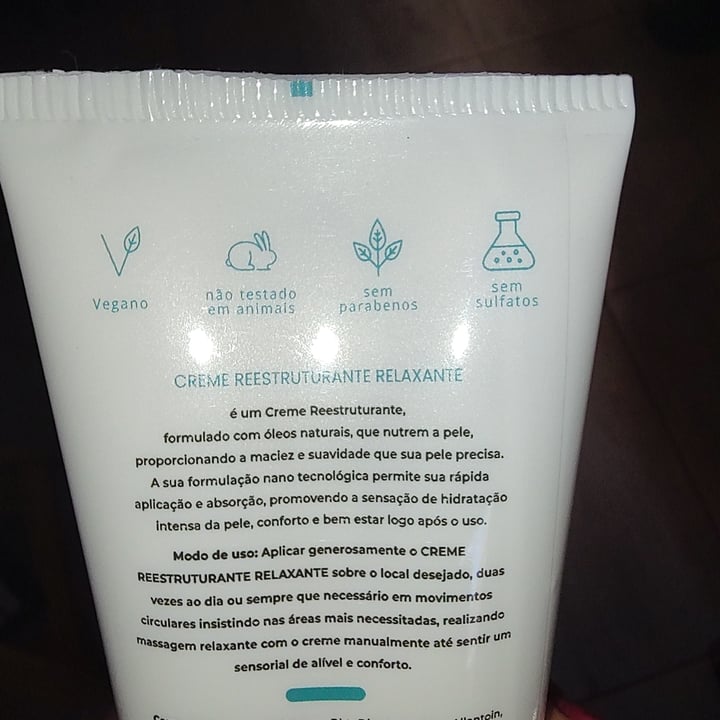 Vegano
não testado
em animais
sem
parabenos
sem
sulfatos
CREME REESTRUTURANTE RELAXANTE
é um Creme Reestruturante,
formulado com óleos naturais, que nutrem a pele,
proporcionando a maciez e suavidade que sua pele precisa.
A sua formulação nano tecnológica permite sua rápida
aplicação e absorção, promovendo a sensação de hidratação
intensa da pele, conforto e bem estar logo após o uso.
Modo de uso: Aplicar generosamente o CREME
REESTRUTURANTE RELAXANTE sobre o local desejado, duas
vezes ao dia ou sempre que necessário em movimentos
circulares insistindo nas áreas mais necessitadas, realizando
massagem relaxante com o creme manualmente até sentir um
sensorial de alível e conforto.